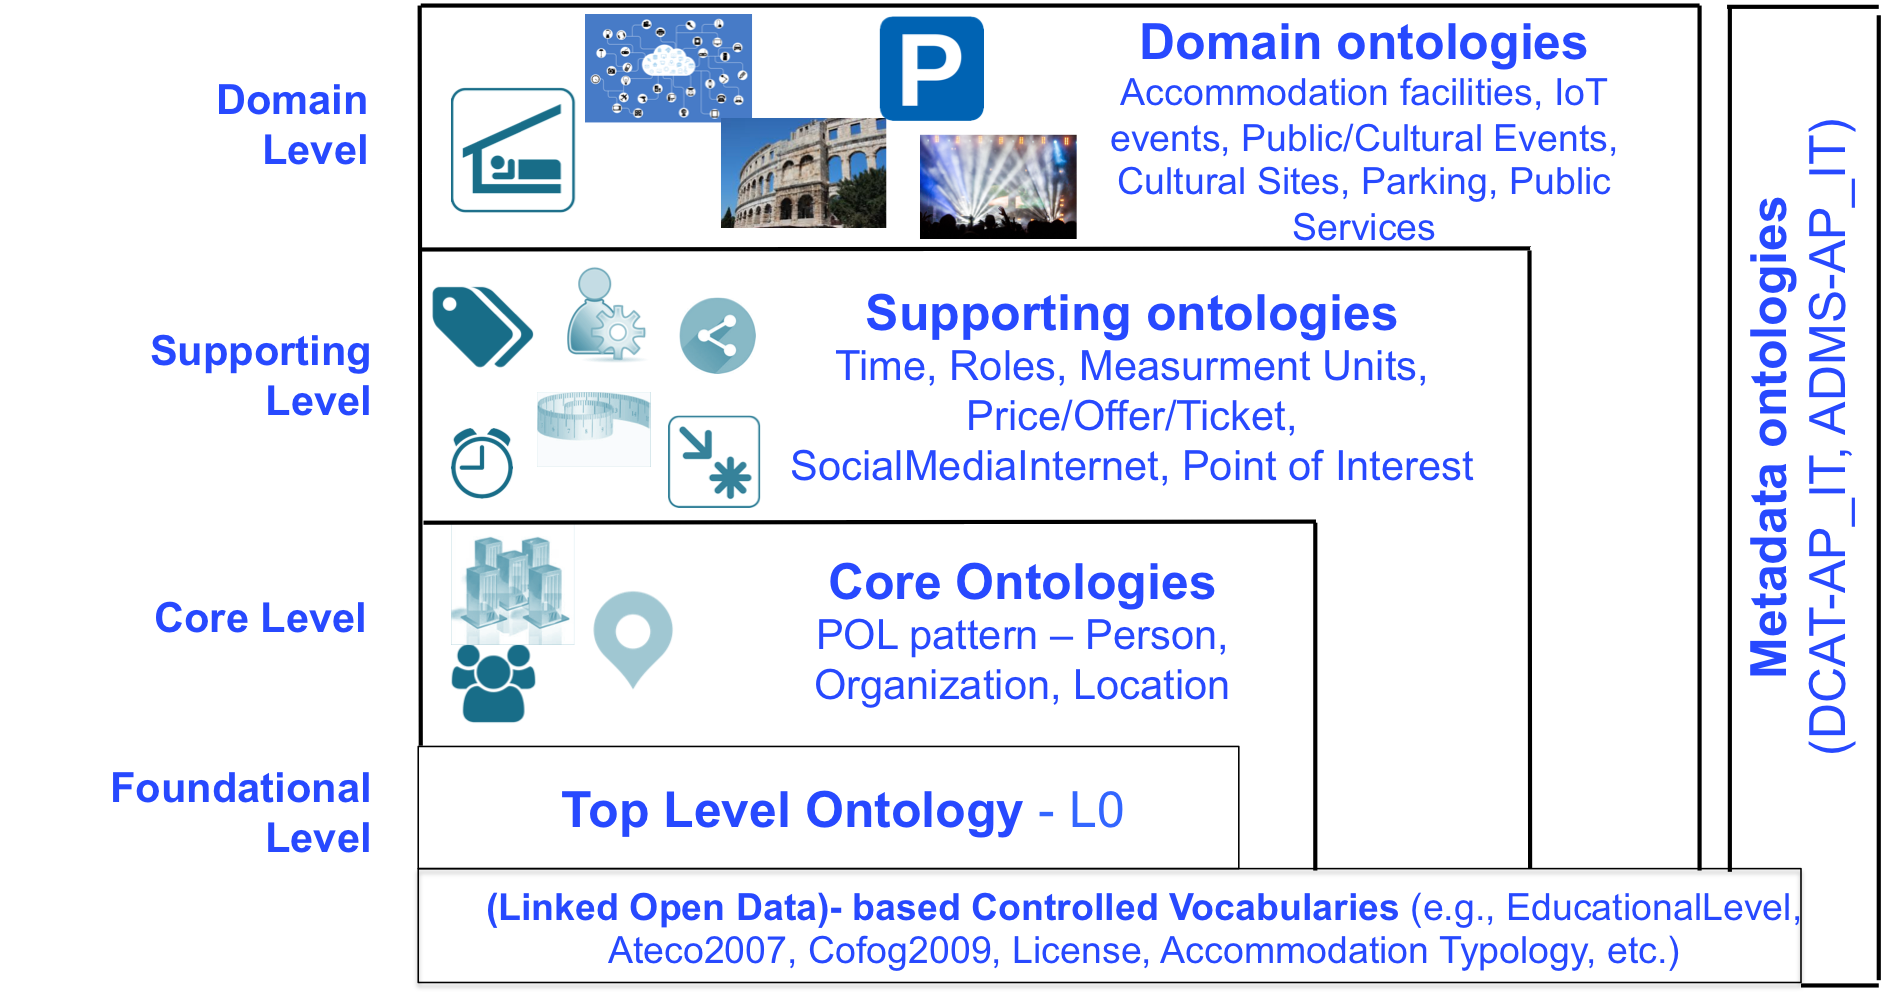 Domain
Level
P
Domain ontologies
Accommodation facilities, IoT
events, Public/Cultural Events,
Cultural Sites, Parking, Public
Services
Supporting
Level
Supporting ontologies
Time, Roles, Measurment Units,
Price/Offer/Ticket,
SocialMediaInternet, Point of Interest
Core Level
Core Ontologies
POL pattern – Person,
Organization, Location
Foundational
Level
Top Level Ontology - L0
(Linked Open Data)- based Controlled Vocabularies (e.g., EducationalLevel,
Ateco2007, Cofog2009, License, Accommodation Typology, etc.)
Metadata ontologies
(DCAT-AP_IT, ADMS-AP_IT)